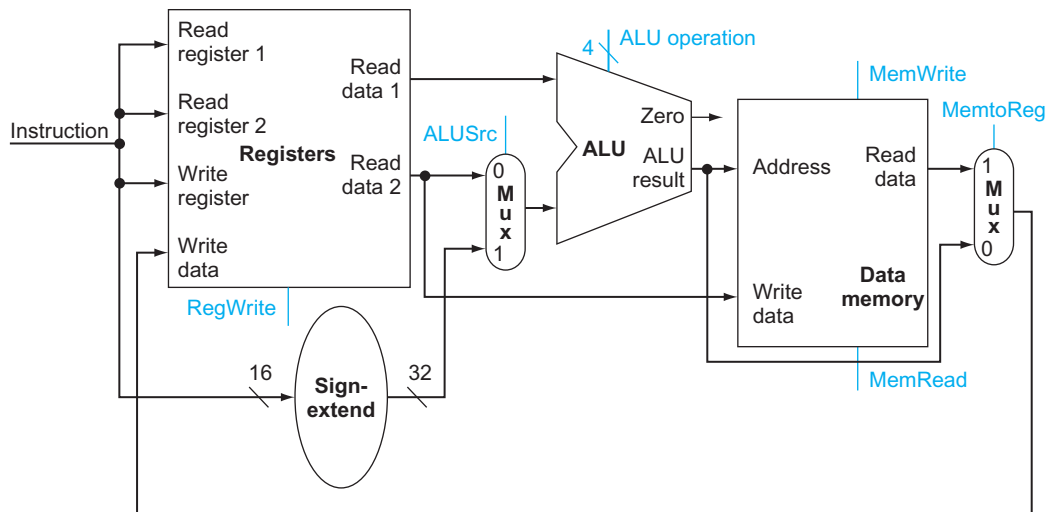 Instruction
Read
register 1
Read
register 2
Write
register
Write
data
Registers
Read
data 1
Read
data 2
RegWrite
16
Sign-
extend
32
ALUSrc
0
Mux
1
4
ALU operation
Zero
ALU
ALU
result
MemWrite
Address
Read
data
Write
data
Data
memory
MemRead
MemtoReg
1
Mux
0